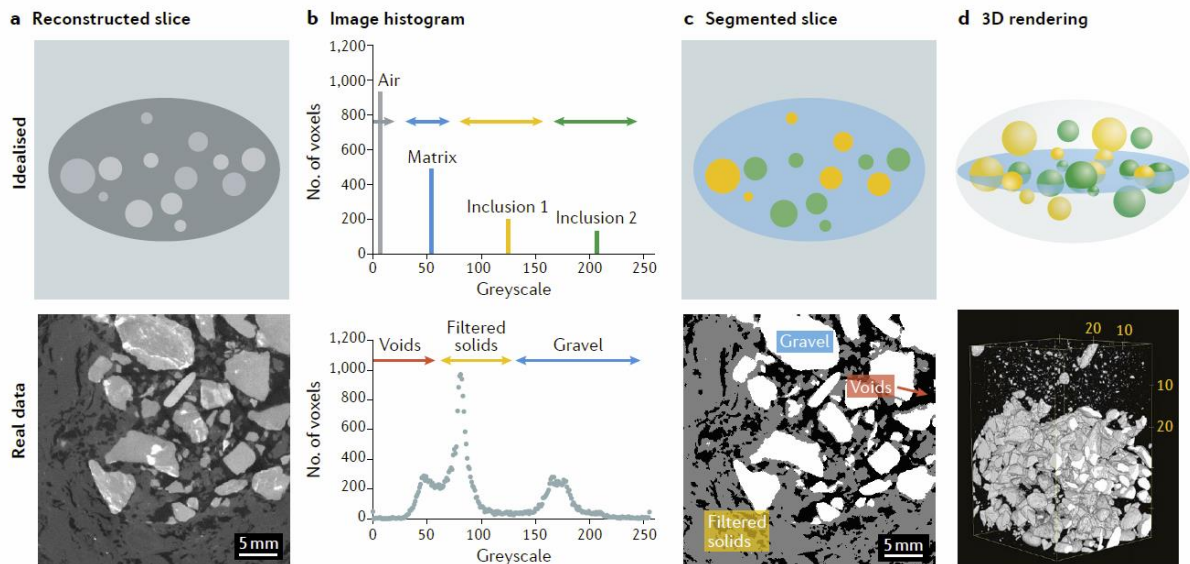 a Reconstructed slice
b Image histogram
c Segmented slice
d 3D rendering
Idealised
No. of voxels
1,200
1,000
800
600
400
200
0
Air
Matrix
Inclusion 1
Inclusion 2
0 50 100 150 200 250
Greyscale
Real data
5 mm
No. of voxels
1,200
1,000
800
600
400
200
0
Voids
Filtered
solids
Gravel
0 50 100 150 200 250
Greyscale
Gravel
Voids
Filtered
solids
5 mm
20 10
10
20